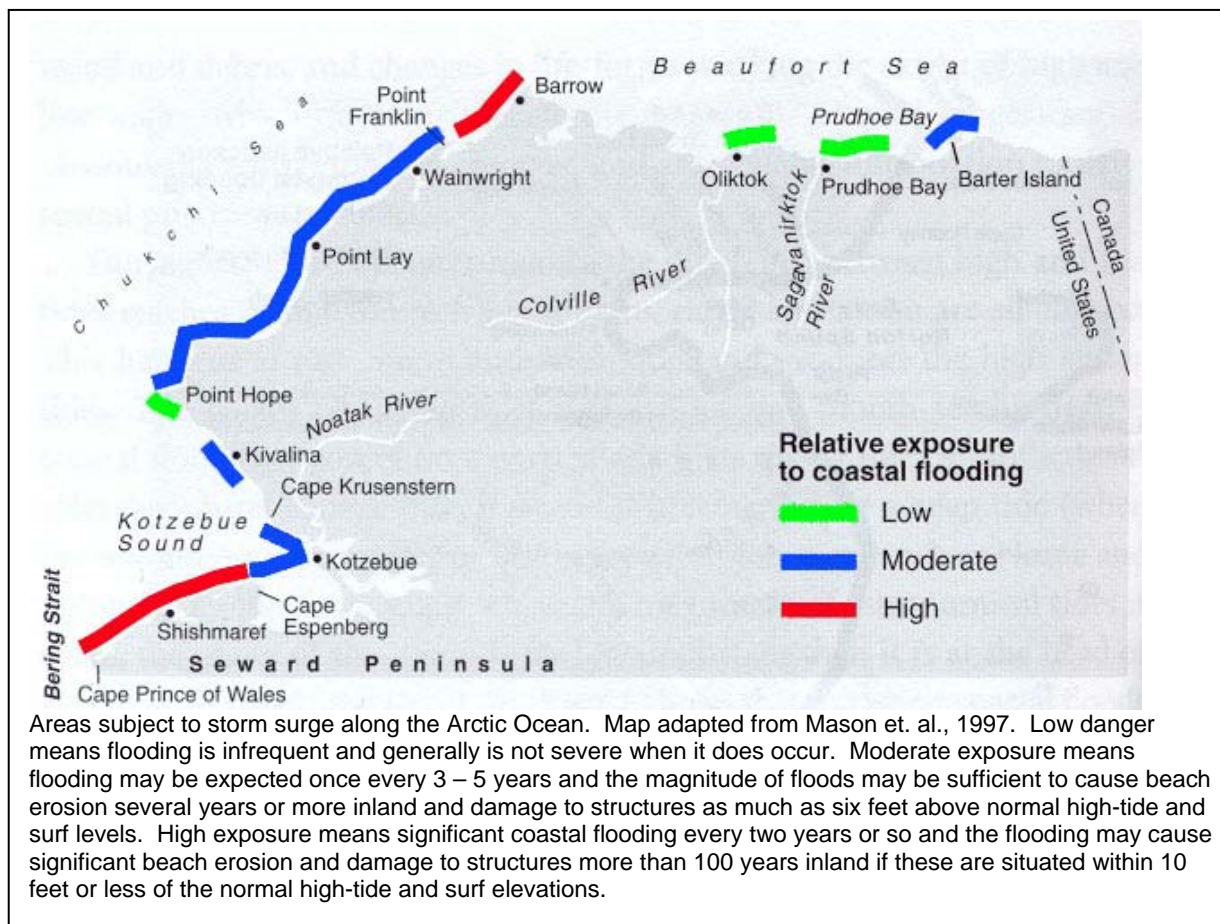 Beaufort Sea
Chukchi Sea
Point
Franklin
Barrow
Prudhoe Bay
Wainwright
Oliktok
Prudhoe Bay
Barter Island
Sagavanirktok
River
Canada
United States
Point Lay
Colville River
Point Hope
Noatak River
Kivalina
Cape Krusenstern
Kotzebue
Sound
Kotzebue
Cape
Espenberg
Shishmaref
Bering Strait
Seward Peninsula
Cape Prince of Wales
Relative exposure
to coastal flooding
Low
Moderate
High
Areas subject to storm surge along the Arctic Ocean. Map adapted from Mason et. al., 1997. Low danger
means flooding is infrequent and generally is not severe when it does occur. Moderate exposure means
flooding may be expected once every 3 – 5 years and the magnitude of floods may be sufficient to cause beach
erosion several years or more inland and damage to structures as much as six feet above normal high-tide and
surf levels. High exposure means significant coastal flooding every two years or so and the flooding may cause
significant beach erosion and damage to structures more than 100 years inland if these are situated within 10
feet or less of the normal high-tide and surf elevations.